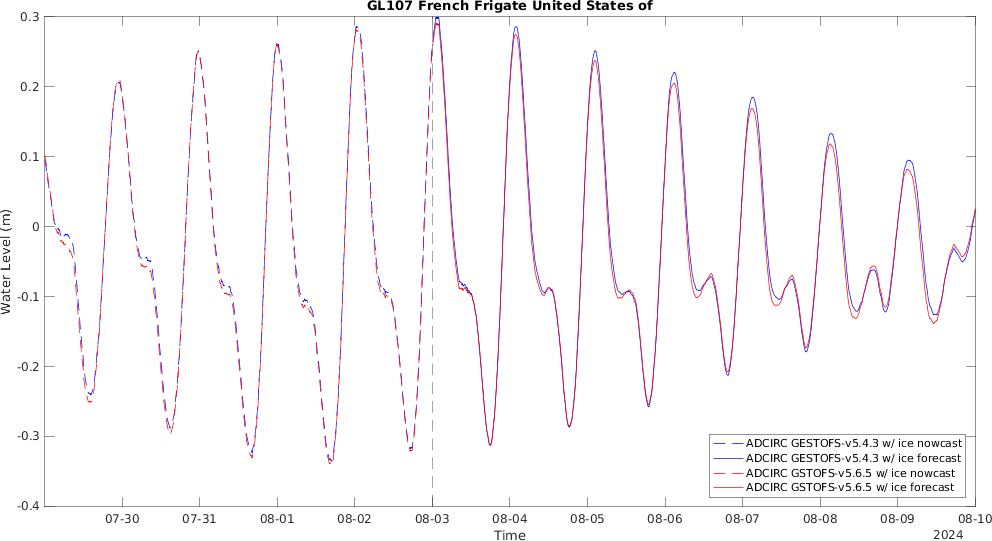 GL107 French Frigate United States of
0.3
0.2
0.1
0
-0.1
-0.2
-0.3
-0.4
Water Level (m)
ADCIRC GESTOFS-v5.4.3 w/ ice nowcast
ADCIRC GESTOFS-v5.4.3 w/ ice forecast
ADCIRC GSTOFS-v5.6.5 w/ ice nowcast
ADCIRC GSTOFS-v5.6.5 w/ ice forecast
07-30 07-31 08-01 08-02 08-03 08-04 08-05 08-06 08-07 08-08 08-09 08-10
Time
2024